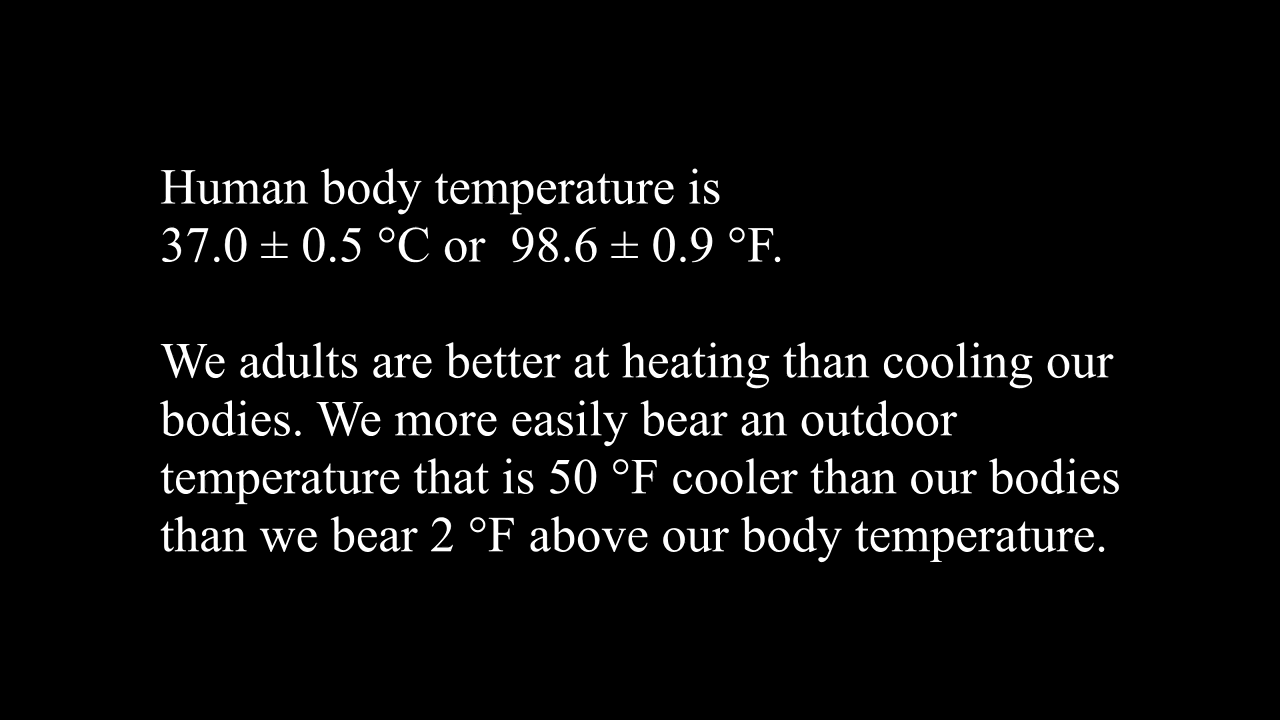 Human body temperature is
37.0 ± 0.5 °C or  98.6 ± 0.9 °F.
We adults are better at heating than cooling our
bodies. We more easily bear an outdoor
temperature that is 50 °F cooler than our bodies
than we bear 2 °F above our body temperature.